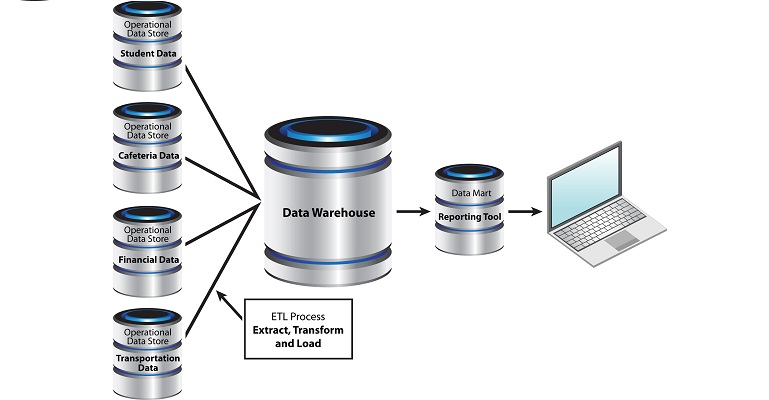 Operational
Data Store
Student Data
Operational
Data Store
Cafeteria Data
Operational
Data Store
Financial Data
Operational
Data Store
Transportation
Data
Data Warehouse
ETL Process
Extract, Transform
and Load
Data Mart
Reporting Tool